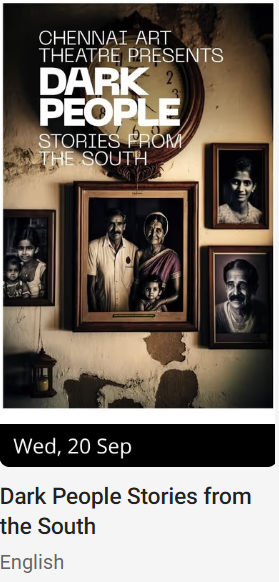 CHENNAI ART
THEATRE PRESENTS
DARK
PEOPLE
STORIES FROM
THE SOUTH
Wed, 20 Sep
Dark People Stories from
the South
English